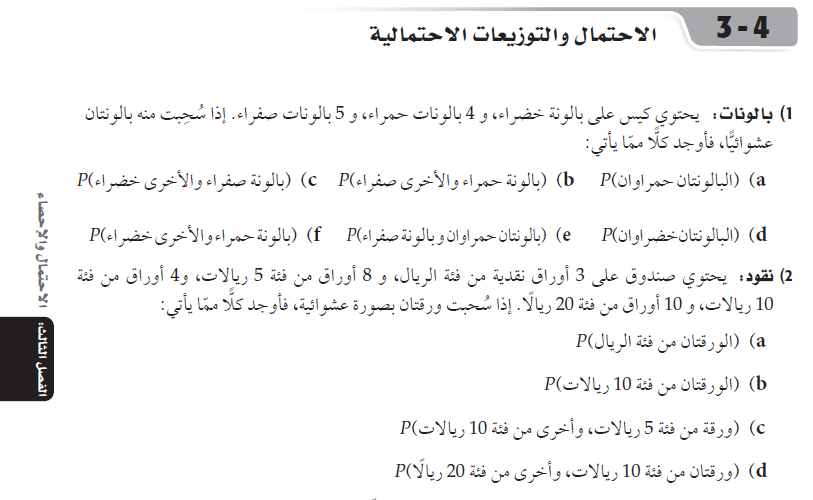 3-4
الاحتمال والتوزيعات الاحتمالية
1) بالونات: يحتوي كيس على بالونة خضراء، و 4 بالونات حمراء، و 5 بالونات صفراء. إذا سُحِبت منه بالونتان
عشوائيًّا، فأوجد كلًّا ممّا يأتي:
a) (البالونتان حمراوان)P b) (بالونة حمراء والأخرى صفراء)P c) (بالونة صفراء والأخرى خضراء)P
d) (البالونتان خضراوان)P e) (بالونتان حمراوان وبالونة صفراء)P f) (بالونة حمراء والأخرى خضراء)P
2) نقود: يحتوي صندوق على 3 أوراق نقدية من فئة الريال، و 8 أوراق من فئة 5 ريالات، و4 أوراق من فئة
10 ريالات، و 10 أوراق من فئة 20 ريالًا. إذا سُحبت ورقتان بصورة عشوائية، فأوجد كلًّا ممّا يأتي:
a) (الورقتان من فئة الريال)P
b) (الورقتان من فئة 10 ريالات)P
c) (ورقة من فئة 5 ريالات، وأخرى من فئة 10 ريالات)P
d) (ورقتان من فئة 10 ريالات، وأخرى من فئة 20 ريالًا)P
الاحتمال والإحصاء
الفصل الثالث: